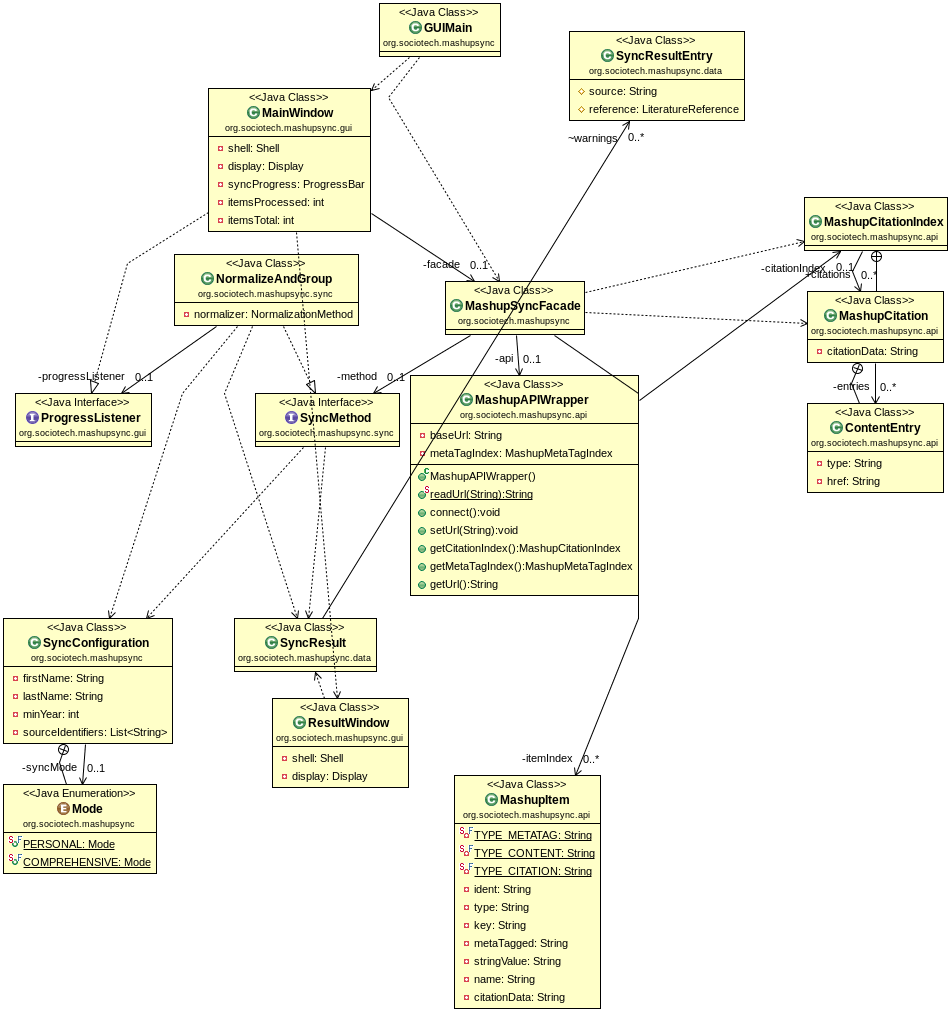 <<Java Class>>
GUIMain
org.sociotech.mashupsync
<<Java Class>>
SyncResultEntry
org.sociotech.mashupsync.data
source: String
reference: LiteratureReference
<<Java Class>>
MainWindow
org.sociotech.mashupsync.gui
shell: Shell
display: Display
syncProgress: ProgressBar
itemsProcessed: int
itemsTotal: int
~warnings 0..*
<<Java Class>>
MashupCitationIndex
org.sociotech.mashupsync.api
<<Java Class>>
NormalizeAndGroup
org.sociotech.mashupsync.sync
normalizer: NormalizationMethod
-facade 0..1
-citationIndex 0..1
+citations 0..*
<<Java Class>>
MashupSyncFacade
org.sociotech.mashupsync
<<Java Class>>
MashupCitation
org.sociotech.mashupsync.api
citationData: String
-progressListener 0..1
-method 0..1
-api 0..1
-entries 0..*
<<Java Interface>>
ProgressListener
org.sociotech.mashupsync.gui
<<Java Interface>>
SyncMethod
org.sociotech.mashupsync.sync
<<Java Class>>
MashupAPIWrapper
org.sociotech.mashupsync.api
baseUrl: String
metaTagIndex: MashupMetaTagIndex
MashupAPIWrapper()
readUrl(String):String
connect():void
setUrl(String):void
getCitationIndex():MashupCitationIndex
getMetaTagIndex():MashupMetaTagIndex
getUrl():String
<<Java Class>>
ContentEntry
org.sociotech.mashupsync.api
type: String
href: String
<<Java Class>>
SyncConfiguration
org.sociotech.mashupsync
firstName: String
lastName: String
minYear: int
sourceIdentifiers: List<String>
<<Java Class>>
SyncResult
org.sociotech.mashupsync.data
<<Java Class>>
ResultWindow
org.sociotech.mashupsync.gui
shell: Shell
display: Display
-syncMode 0..1
-itemIndex 0..*
<<Java Enumeration>>
Mode
org.sociotech.mashupsync
PERSONAL: Mode
COMPREHENSIVE: Mode
<<Java Class>>
MashupItem
org.sociotech.mashupsync.api
TYPE_METATAG: String
TYPE_CONTENT: String
TYPE_CITATION: String
ident: String
type: String
key: String
metaTagged: String
stringValue: String
name: String
citationData: String